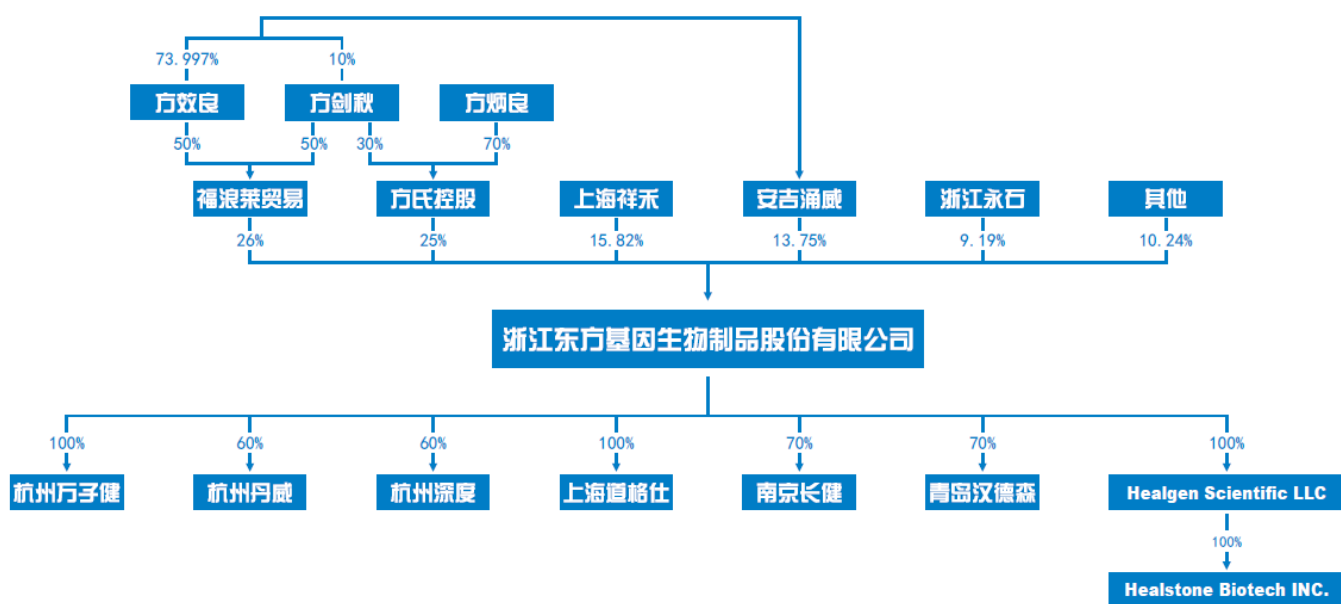 73.997%
10%
方效良
方剑秋
方炳良
50%
50%
30%
70%
福浪莱贸易
方氏控股
上海祥禾
安吉涌威
浙江永石
其他
26%
25%
15.82%
13.75%
9.19%
10.24%
浙江东方基因生物制品股份有限公司
100%
60%
60%
100%
70%
70%
100%
杭州万子健
杭州丹威
杭州深度
上海道格仕
南京长健
青岛汉德森
Healgen Scientific LLC
100%
Healstone Biotech INC.